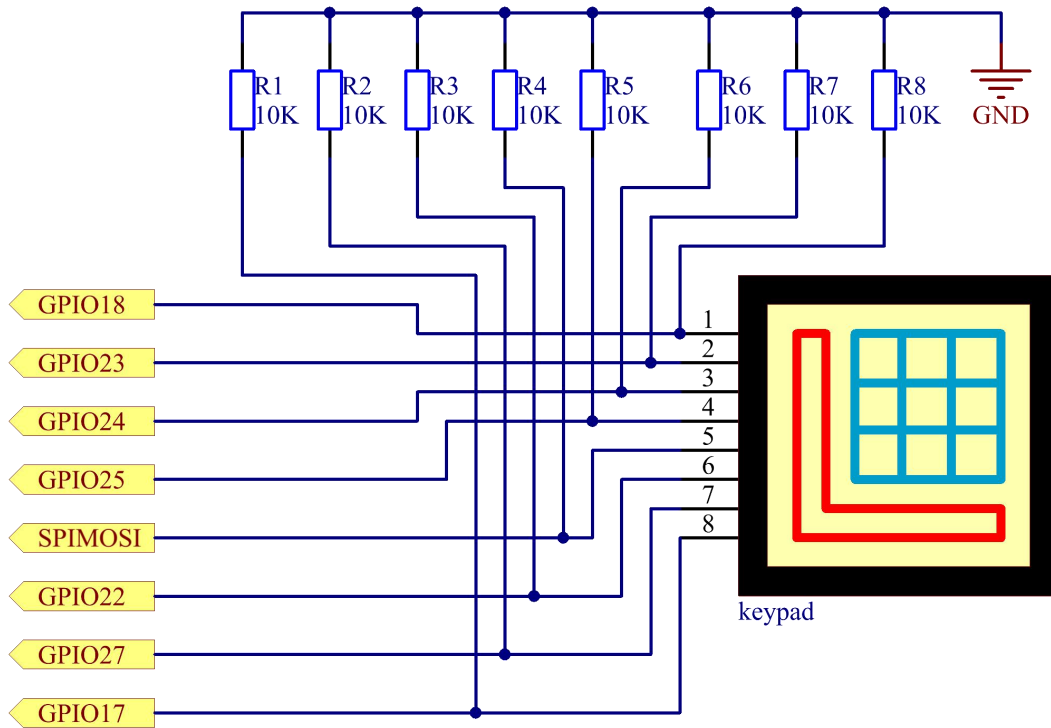 R1
10K
R2
10K
R3
10K
R4
10K
R5
10K
R6
10K
R7
10K
R8
10K
GND
GPIO18
GPIO23
GPIO24
GPIO25
SPIMOSI
GPIO22
GPIO27
GPIO17
1
2
3
4
5
6
7
8
keypad